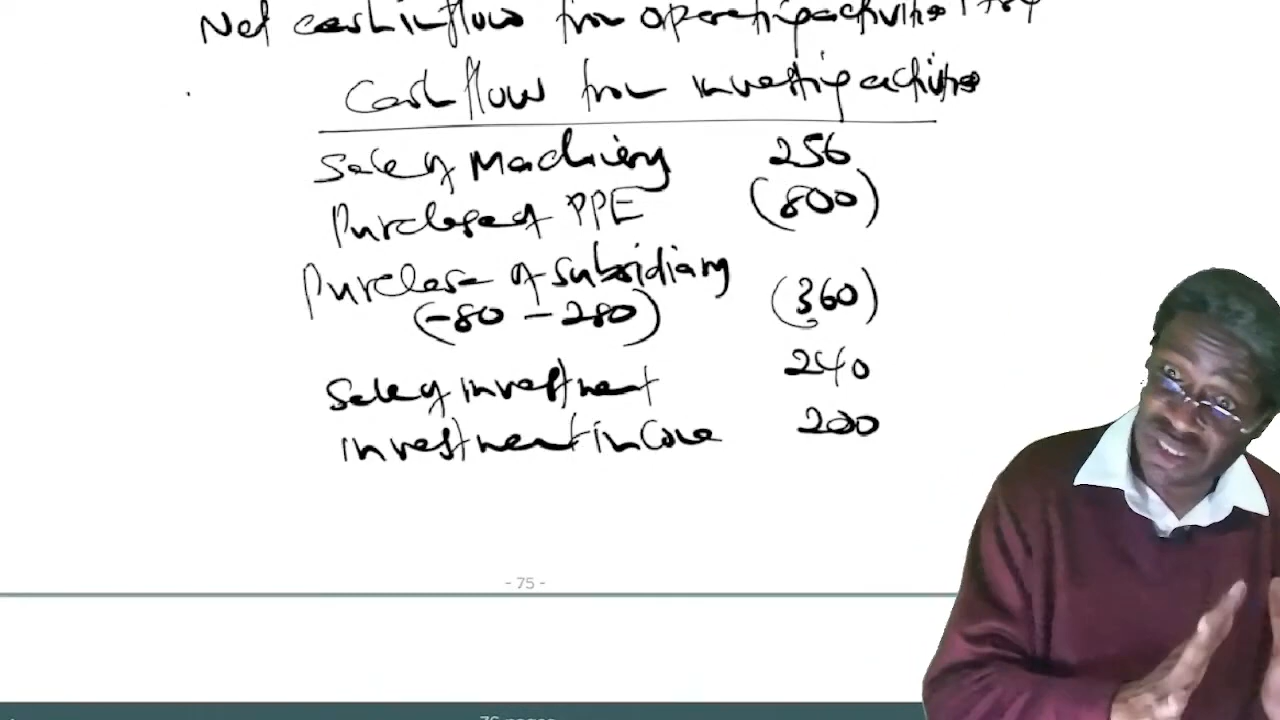 Net cash inflow from operating activities
Cash flow from investing activities
Sale of Machinery 256
Purchase of PPE (800)
Purchase of subsidiary (360)
(-80 - 280)
Sale of investment 240
investment income 200
- 75 -